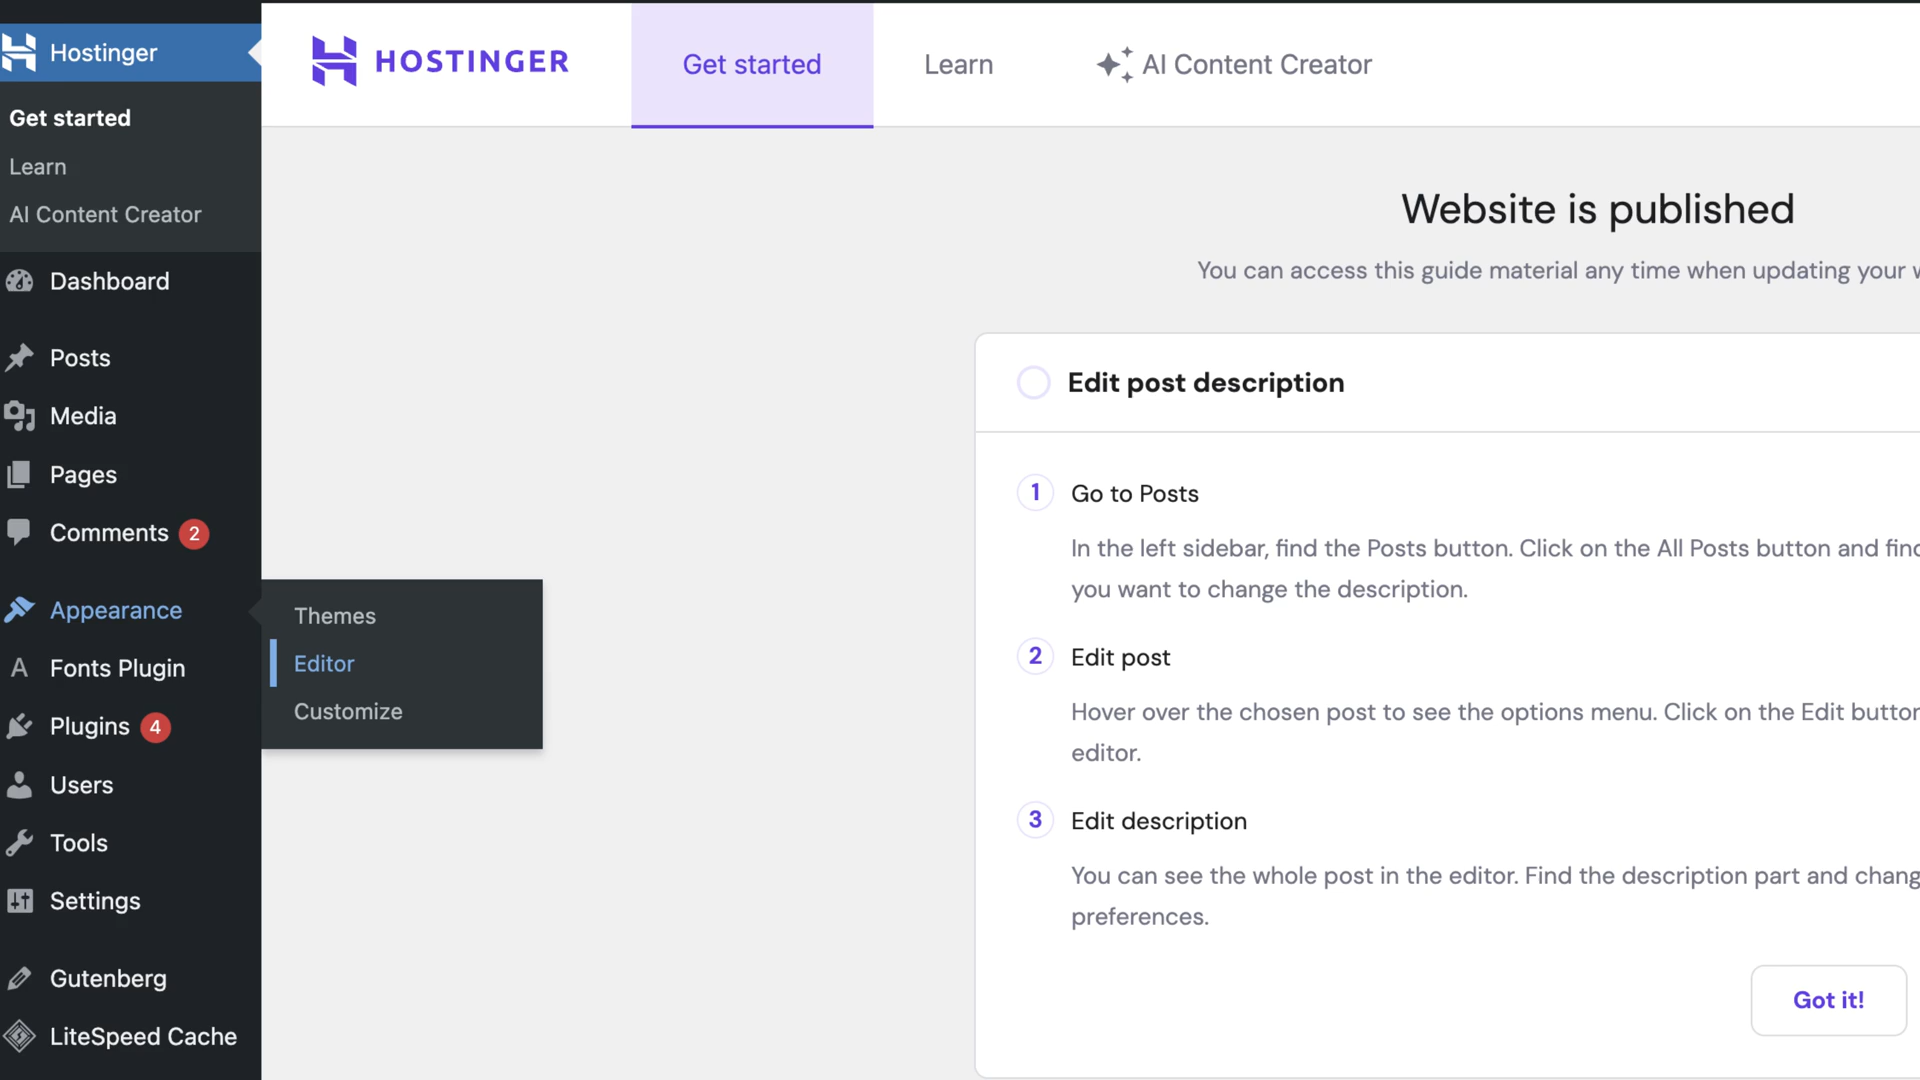 Hostinger
Get started
Learn
AI Content Creator
Dashboard
Posts
Media
Pages
Comments 2
Appearance
Fonts Plugin
Plugins 4
Users
Tools
Settings
Gutenberg
LiteSpeed Cache
Themes
Editor
Customize
HOSTINGER
Get started
Learn
AI Content Creator
Website is published
You can access this guide material any time when updating your
Edit post description
1 Go to Posts
In the left sidebar, find the Posts button. Click on the All Posts button and find
you want to change the description.
2 Edit post
Hover over the chosen post to see the options menu. Click on the Edit button
editor.
3 Edit description
You can see the whole post in the editor. Find the description part and chang
preferences.
Got it!